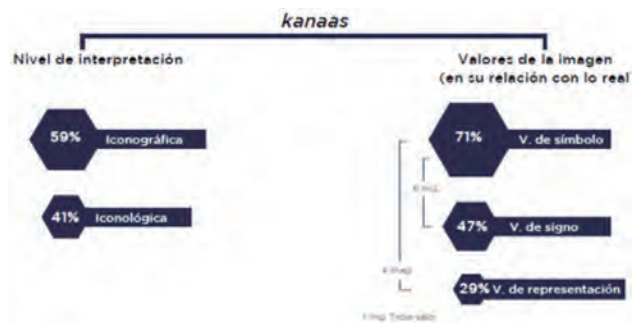 kanaas
Nivel de interpretación
Valores de la imagen
(en su relación con lo real
59% Iconográfica
41% Iconológica
71% V. de símbolo
47% V. de signo
29% V. de representación